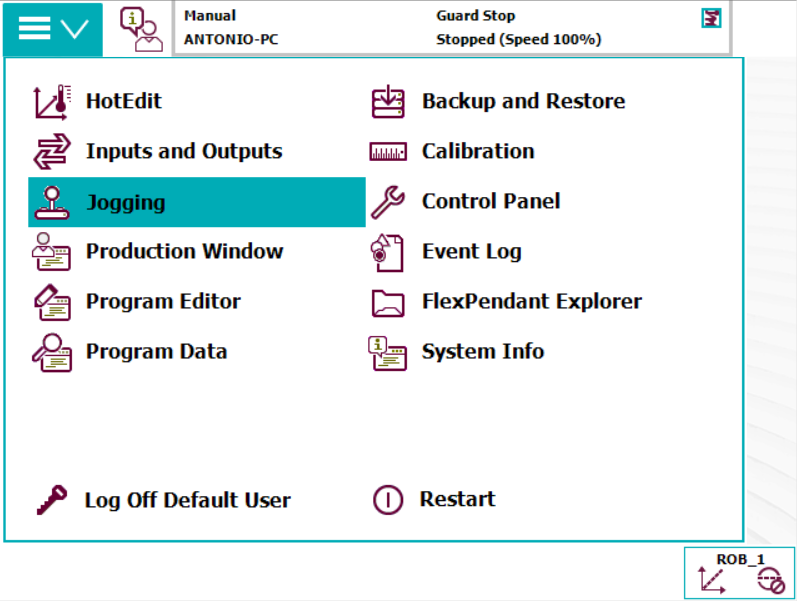 Manual
ANTONIO-PC
Guard Stop
Stopped (Speed 100%)
HotEdit
Inputs and Outputs
Jogging
Production Window
Program Editor
Program Data
Backup and Restore
Calibration
Control Panel
Event Log
FlexPendant Explorer
System Info
Log Off Default User
Restart
ROB_1